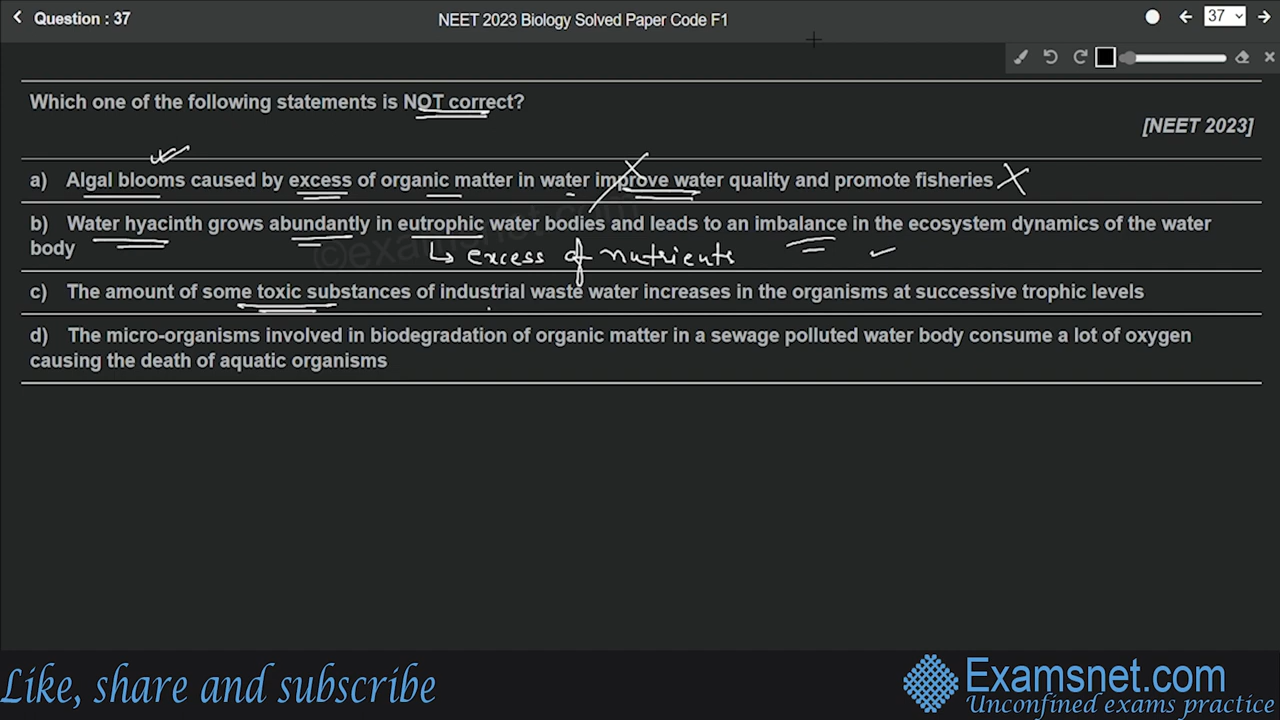 Question : 37
NEET 2023 Biology Solved Paper Code F1
37
Which one of the following statements is NOT correct?
[NEET 2023]
a) Algal blooms caused by excess of organic matter in water improve water quality and promote fisheries
b) Water hyacinth grows abundantly in eutrophic water bodies and leads to an imbalance in the ecosystem dynamics of the water
body
excess of nutrients
©examsnet.com
c) The amount of some toxic substances of industrial waste water increases in the organisms at successive trophic levels
d) The micro-organisms involved in biodegradation of organic matter in a sewage polluted water body consume a lot of oxygen
causing the death of aquatic organisms
Like, share and subscribe
Examsnet.com
Unconfined exams practice